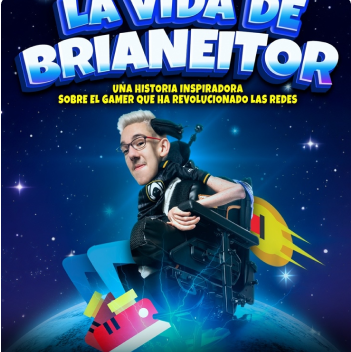 LA VIDA DE
BRIANEITOR
UNA HISTORIA INSPIRADORA
SOBRE EL GAMER QUE HA REVOLUCIONADO LAS REDES